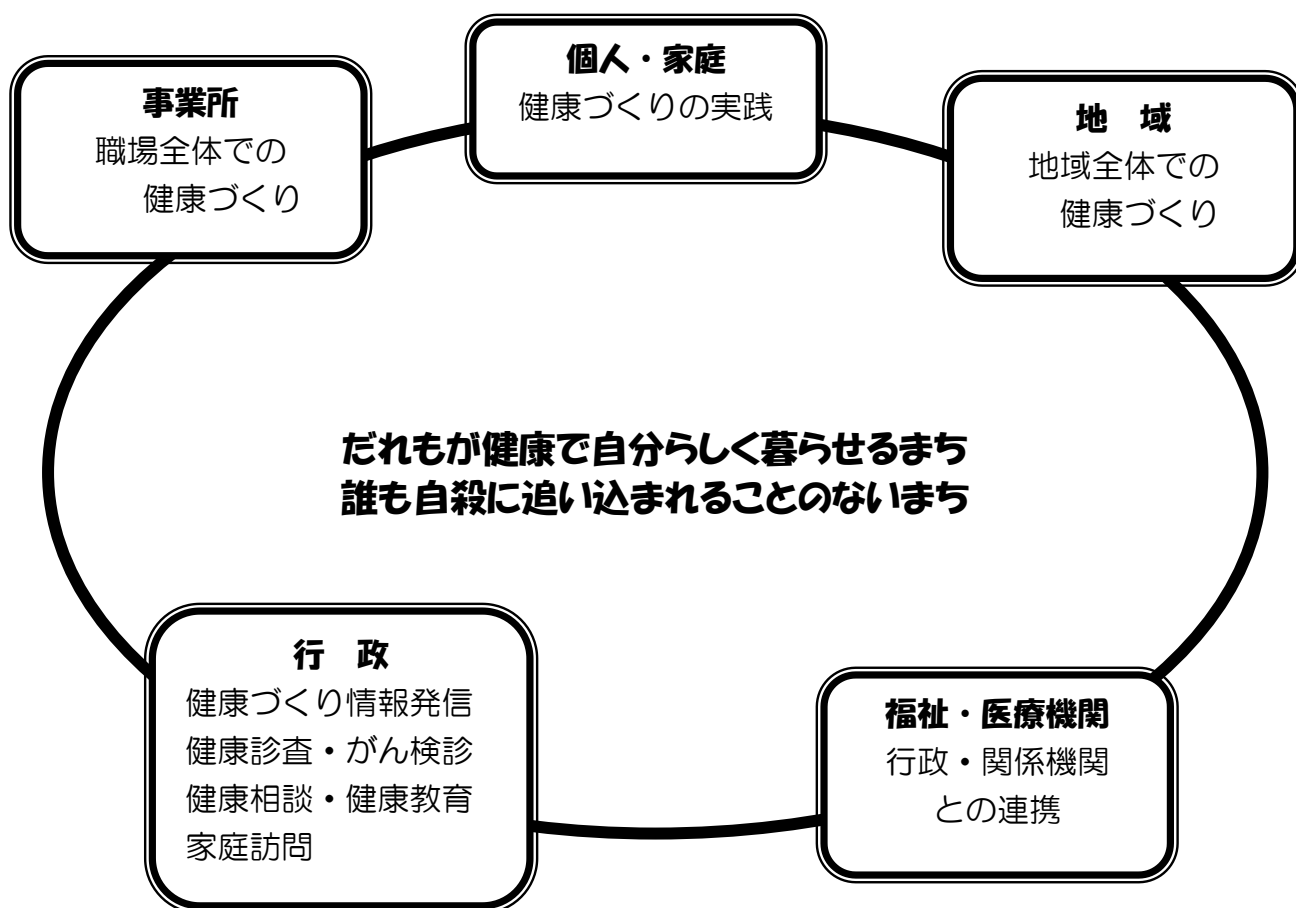 個人・家庭
健康づくりの実践
事業所
職場全体での
健康づくり
地　域
地域全体での
健康づくり
だれもが健康で自分らしく暮らせるまち
誰も自殺に追い込まれることのないまち
行　政
健康づくり情報発信
健康診査・がん検診
健康相談・健康教育
家庭訪問
福祉・医療機関
行政・関係機関
との連携